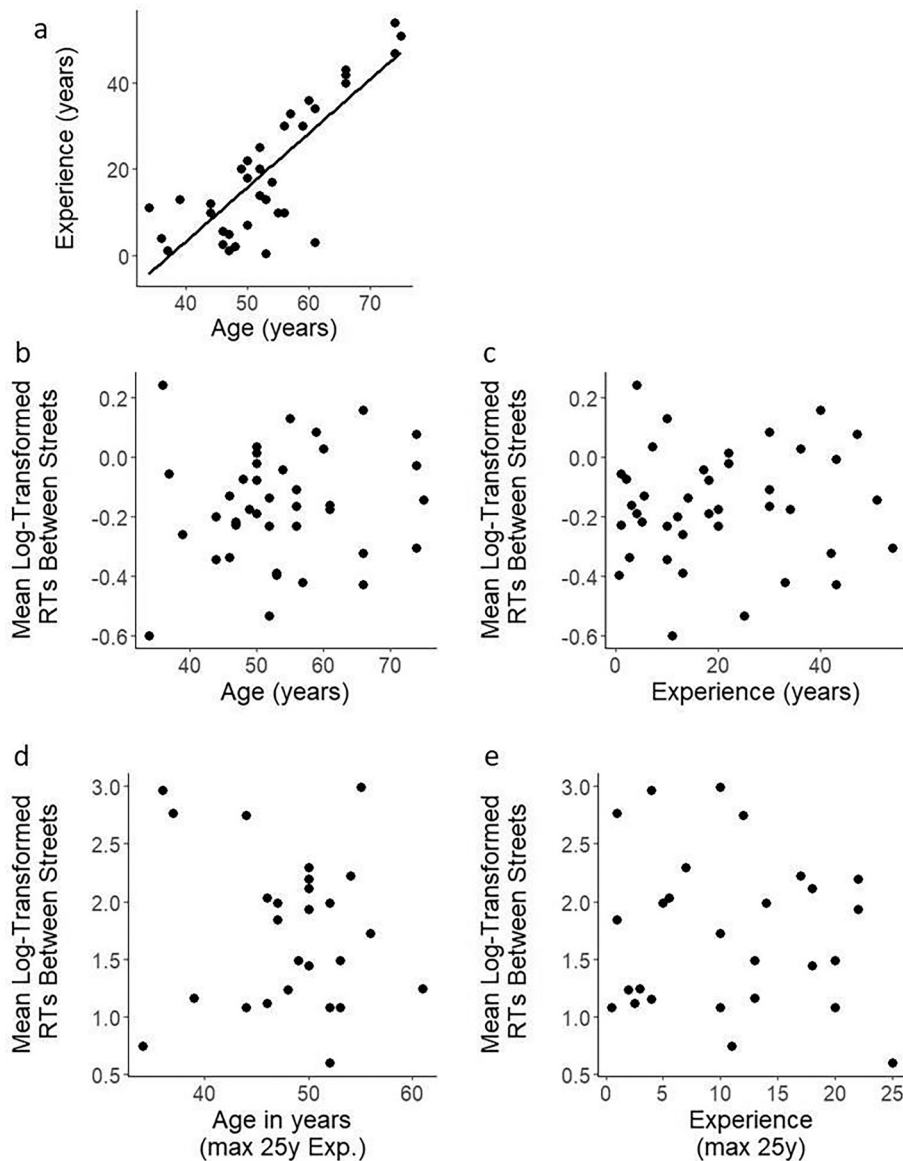 a
Experience (years)
40
20
0
40 50 60 70
Age (years)
b
Mean Log-Transformed
RTs Between Streets
0.2
0.0
-0.2
-0.4
-0.6
40 50 60 70
Age (years)
c
Mean Log-Transformed
RTs Between Streets
0.2
0.0
-0.2
-0.4
-0.6
0 20 40
Experience (years)
d
Mean Log-Transformed
RTs Between Streets
3.0
2.5
2.0
1.5
1.0
0.5
40 50 60
Age in years
(max 25y Exp.)
e
Mean Log-Transformed
RTs Between Streets
3.0
2.5
2.0
1.5
1.0
0.5
0 5 10 15 20 25
Experience
(max 25y)